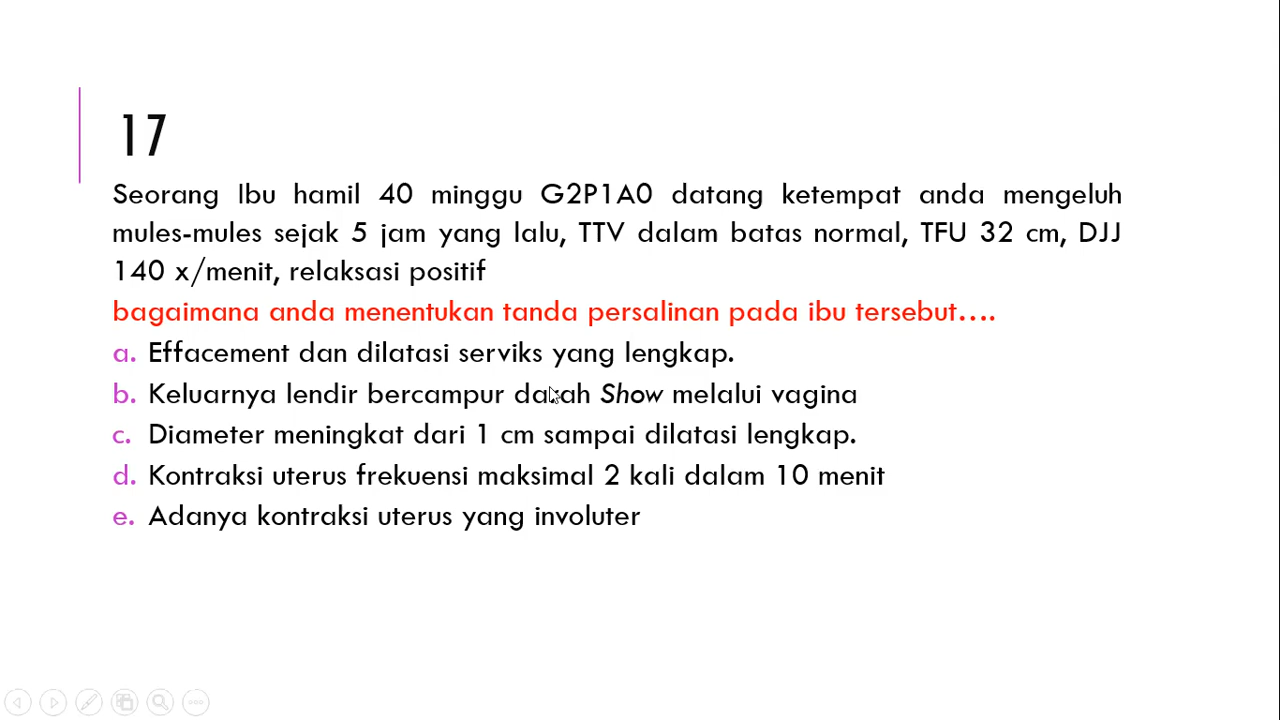 17
Seorang Ibu hamil 40 minggu G2P1A0 datang ketempat anda mengeluh
mules-mules sejak 5 jam yang lalu, TTV dalam batas normal, TFU 32 cm, DJJ
140 x/menit, relaksasi positif
bagaimana anda menentukan tanda persalinan pada ibu tersebut….
a. Effacement dan dilatasi serviks yang lengkap.
b. Keluarnya lendir bercampur darah Show melalui vagina
c. Diameter meningkat dari 1 cm sampai dilatasi lengkap.
d. Kontraksi uterus frekuensi maksimal 2 kali dalam 10 menit
e. Adanya kontraksi uterus yang involuter